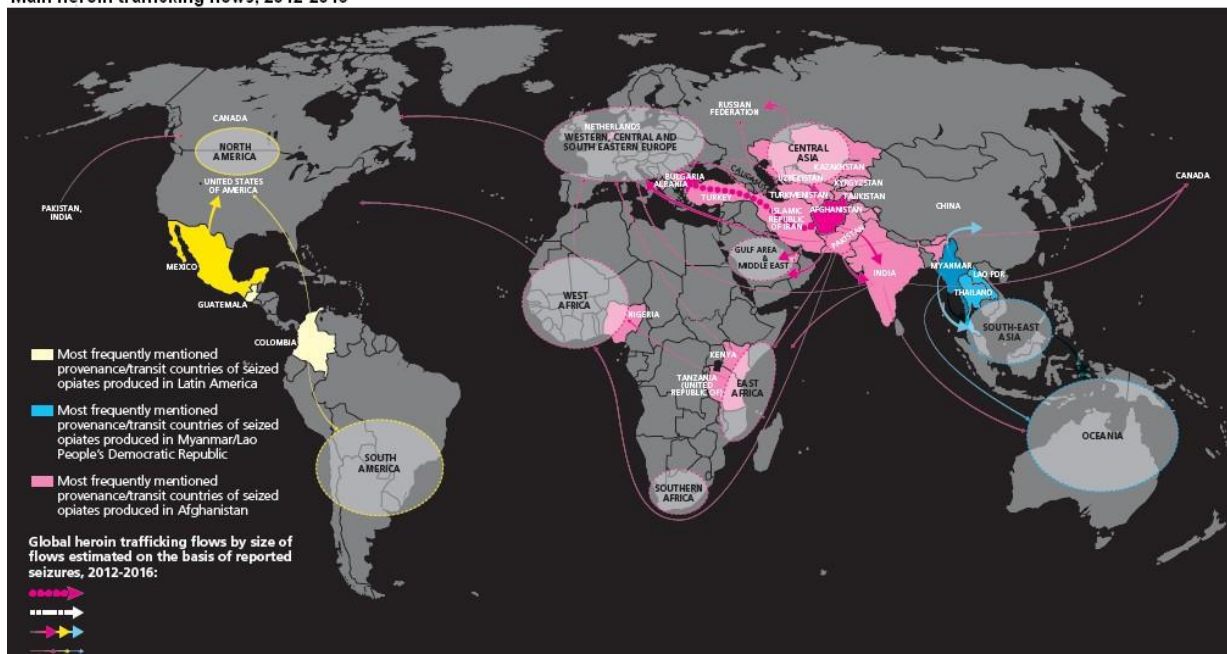 Main heroin trafficking flows, 2012-2016
CANADA
NORTH
AMERICA
UNITED STATES
OF AMERICA
PAKISTAN,
INDIA
MEXICO
GUATEMALA
COLOMBIA
SOUTH
AMERICA
NETHERLANDS
WESTERN, CENTRAL AND
SOUTH EASTERN EUROPE
RUSSIAN
FEDERATION
CENTRAL
ASIA
KAZAKHSTAN
UZBEKISTAN
KYRGYZSTAN
TURKMENISTAN
TAJIKISTAN
CAUCASUS
BULGARIA
ALBANIA
TURKEY
ISLAMIC
REPUBLIC
OF IRAN
AFGHANISTAN
PAKISTAN
GULF AREA
&
MIDDLE EAST
INDIA
CHINA
CANADA
MYANMAR
LAO PDR
THAILAND
SOUTH-EAST
ASIA
OCEANIA
WEST
AFRICA
NIGERIA
KENYA
TANZANIA
(UNITED
REPUBLIC OF)
EAST
AFRICA
SOUTHERN
AFRICA
Most frequently mentioned
provenance/transit countries of seized
opiates produced in Latin America
Most frequently mentioned
provenance/transit countries of seized
opiates produced in Myanmar/Lao
People's Democratic Republic
Most frequently mentioned
provenance/transit countries of seized
opiates produced in Afghanistan
Global heroin trafficking flows by size of
flows estimated on the basis of reported
seizures, 2012-2016: